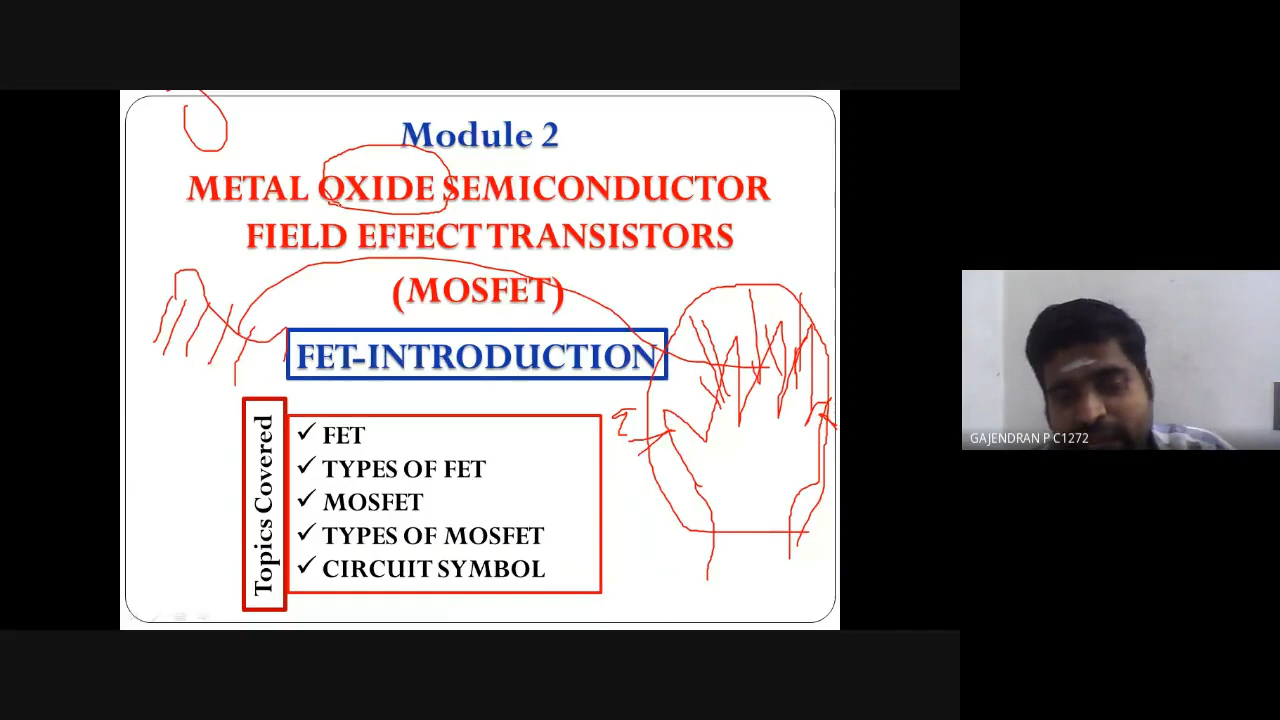 Module 2
METAL OXIDE SEMICONDUCTOR
FIELD EFFECT TRANSISTORS
(MOSFET)
FET-INTRODUCTION
Topics Covered
✓ FET
✓ TYPES OF FET
✓ MOSFET
✓ TYPES OF MOSFET
✓ CIRCUIT SYMBOL
GAJENDRAN P C1272